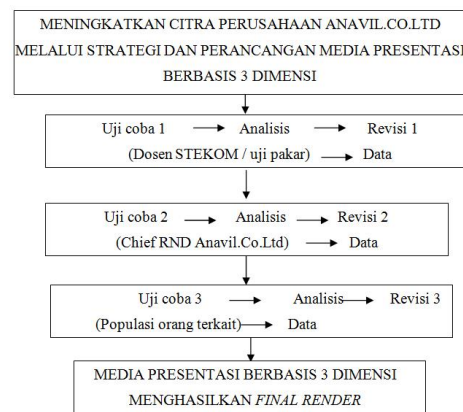 MENINGKATKAN CITRA PERUSAHAAN ANAVIL.CO.LTD
MELALUI STRATEGI DAN PERANCANGAN MEDIA PRESENTASI
BERBASIS 3 DIMENSI
Uji coba 1 Analisis Revisi 1
(Dosen STEKOM / uji pakar) Data
Uji coba 2 Analisis Revisi 2
(Chief RND Anavil.Co.Ltd) Data
Uji coba 3 Analisis Revisi 3
(Populasi orang terkait) Data
MEDIA PRESENTASI BERBASIS 3 DIMENSI
MENGHASILKAN FINAL RENDER